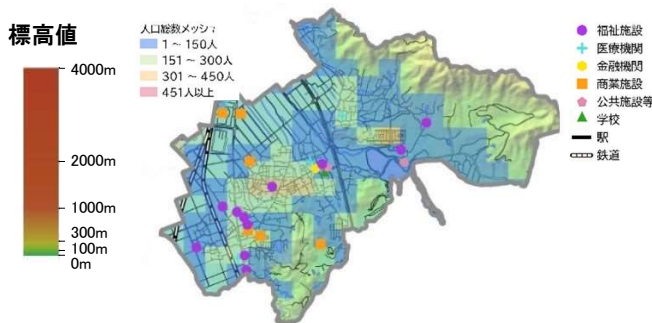 標高値
4000m
2000m
1000m
300m
100m
0m
人口総数メッシュ
1 ~ 150人
151 ~ 300人
301 ~ 450人
451人以上
福祉施設
医療機関
金融機関
商業施設
公共施設等
学校
駅
鉄道